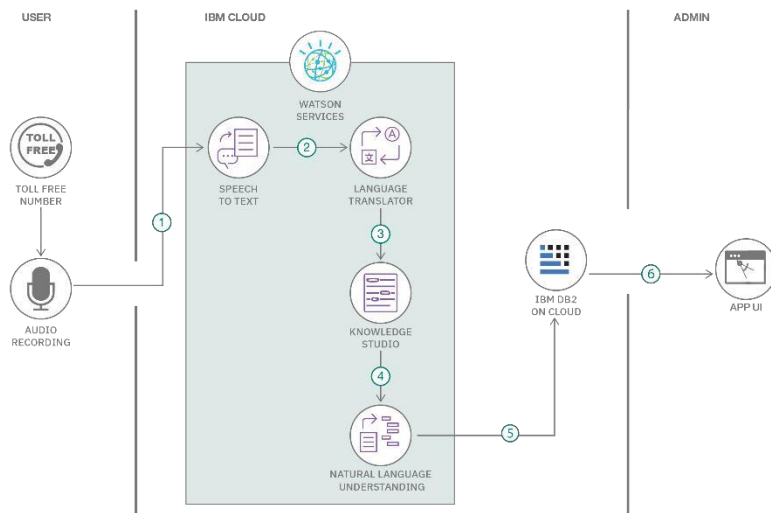 USER
IBM CLOUD
ADMIN
WATSON
SERVICES
TOLL
FREE
TOLL FREE
NUMBER
SPEECH
TO TEXT
2
A
文
LANGUAGE
TRANSLATOR
1
3
AUDIO
RECORDING
KNOWLEDGE
STUDIO
IBM DB2
ON CLOUD
6
APP UI
4
NATURAL LANGUAGE
UNDERSTANDING
5